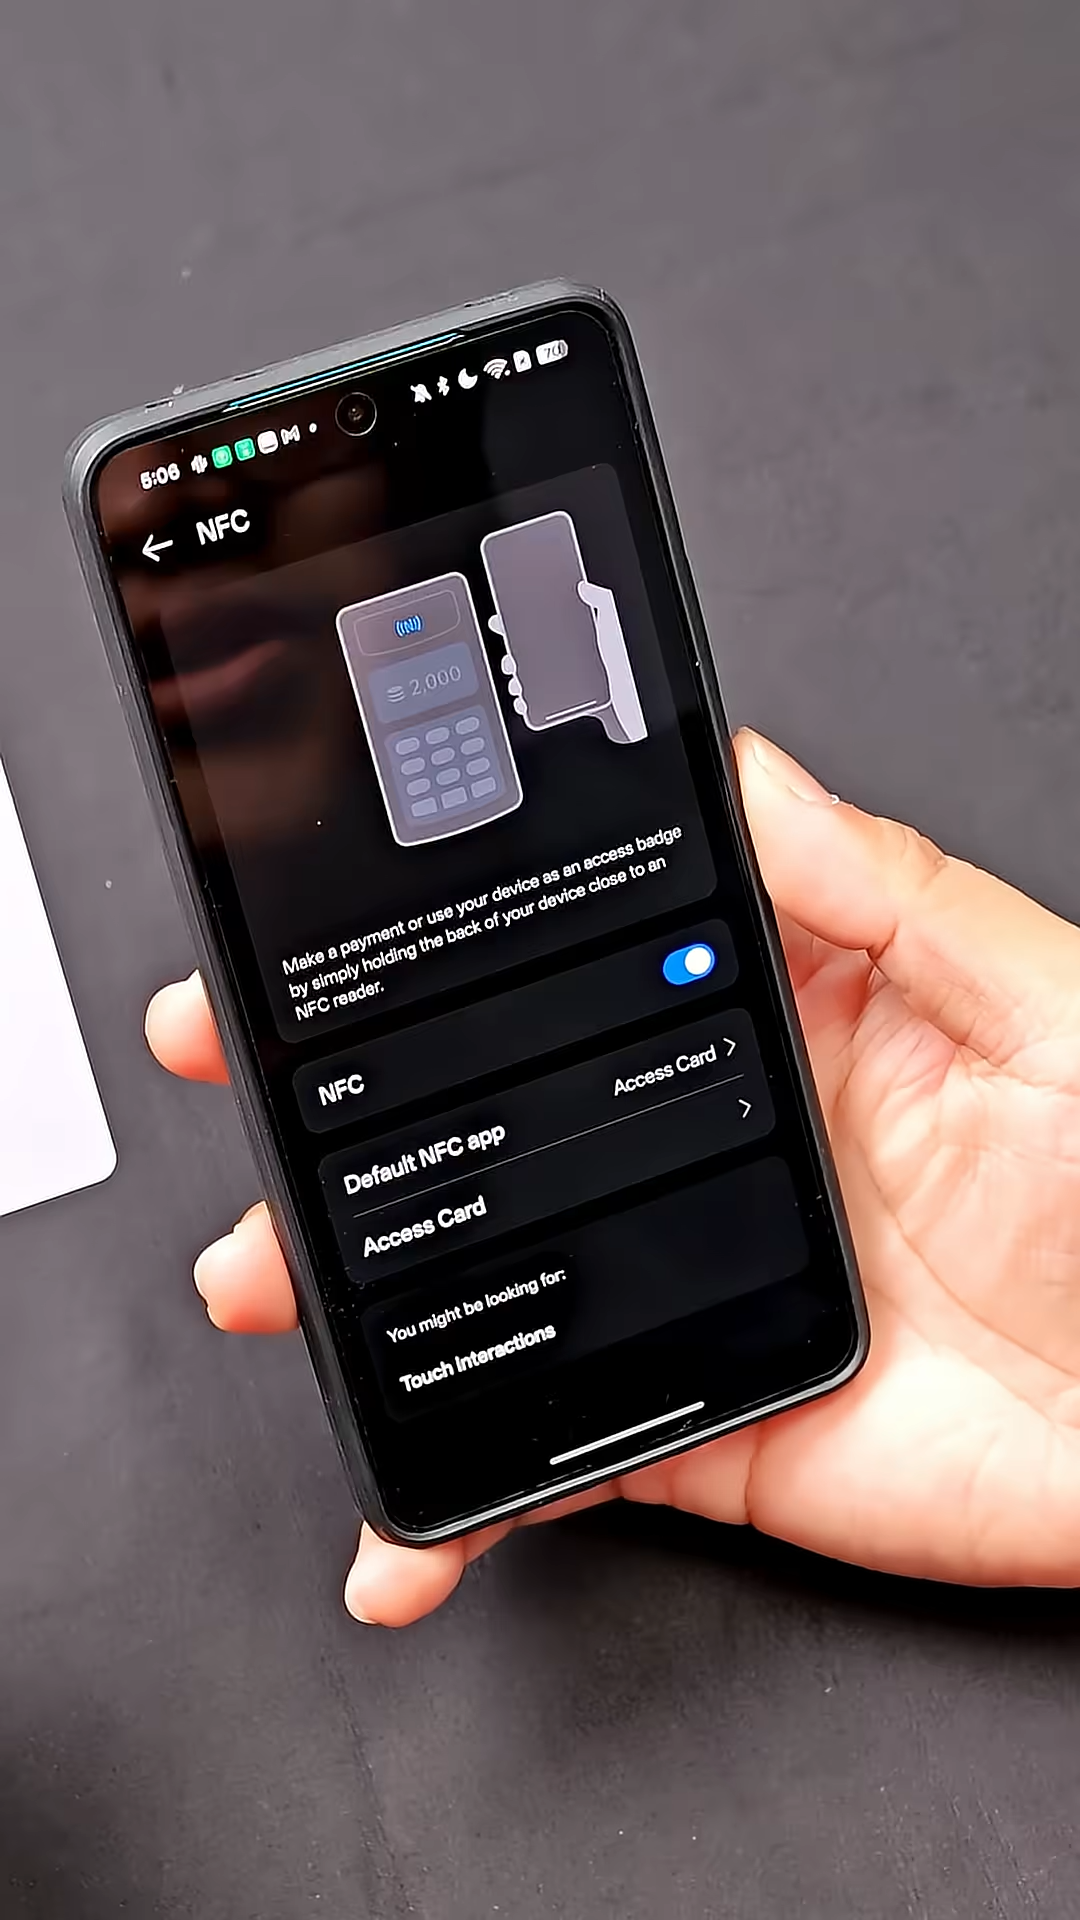 5:06
70
NFC
(N)
2,000
Make a payment or use your device as an access badge
by simply holding the back of your device close to an
NFC reader.
NFC
Default NFC app Access Card
Access Card
You might be looking for:
Touch interactions